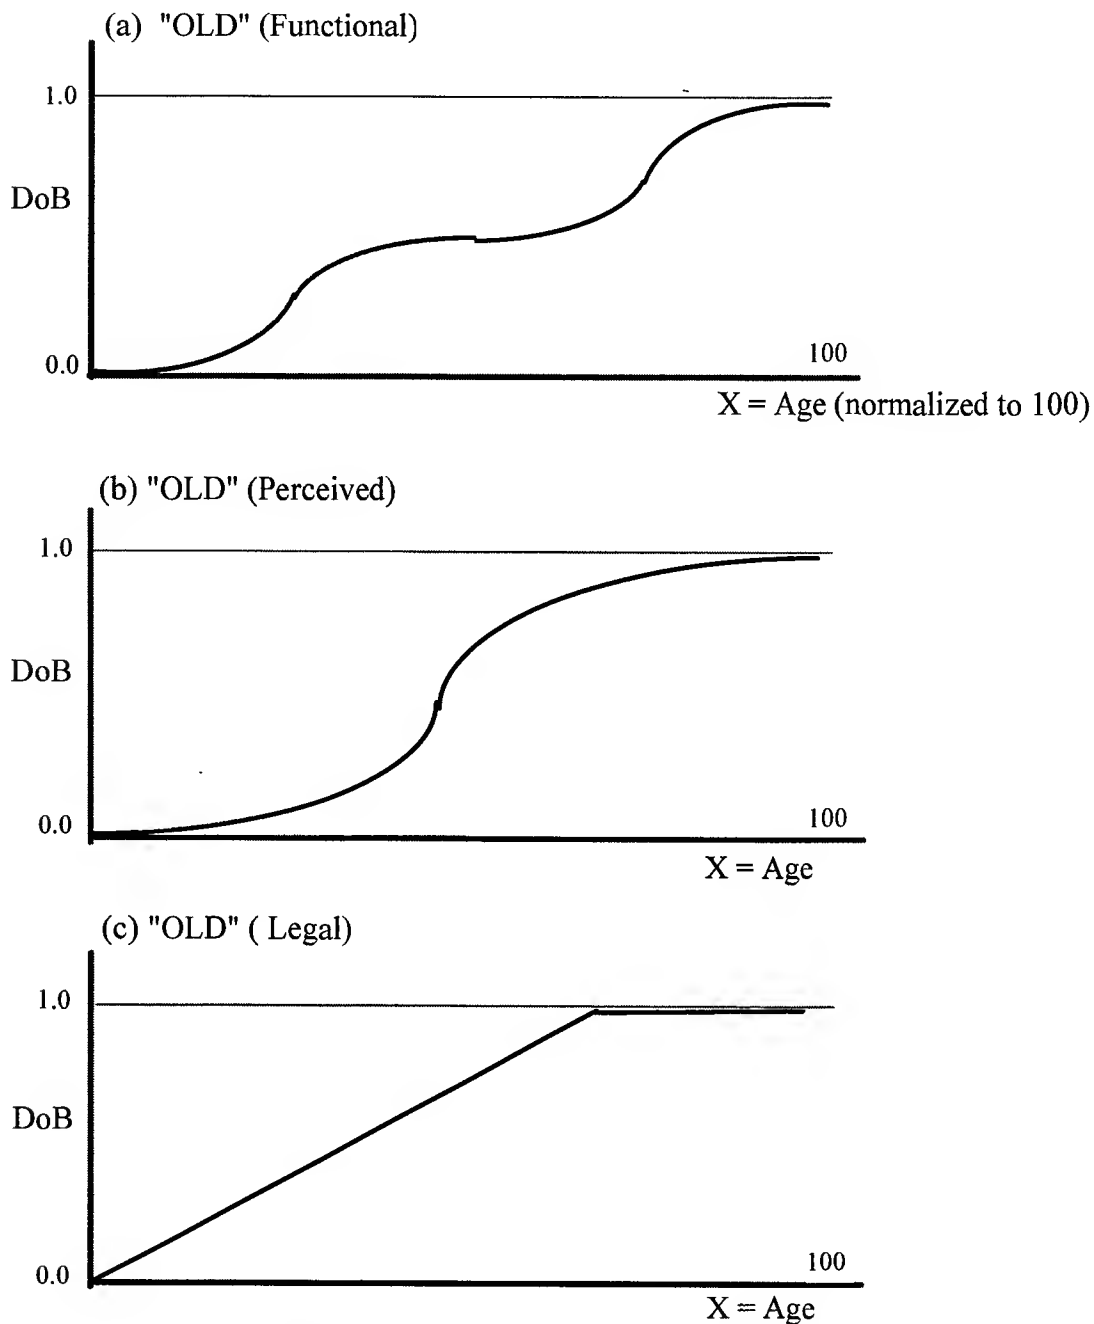 (a) "OLD" (Functional)
1.0
DoB
0.0
100
X = Age (normalized to 100)
(b) "OLD" (Perceived)
1.0
DoB
0.0
100
X = Age
(c) "OLD" ( Legal)
1.0
DoB
0.0
100
X = Age